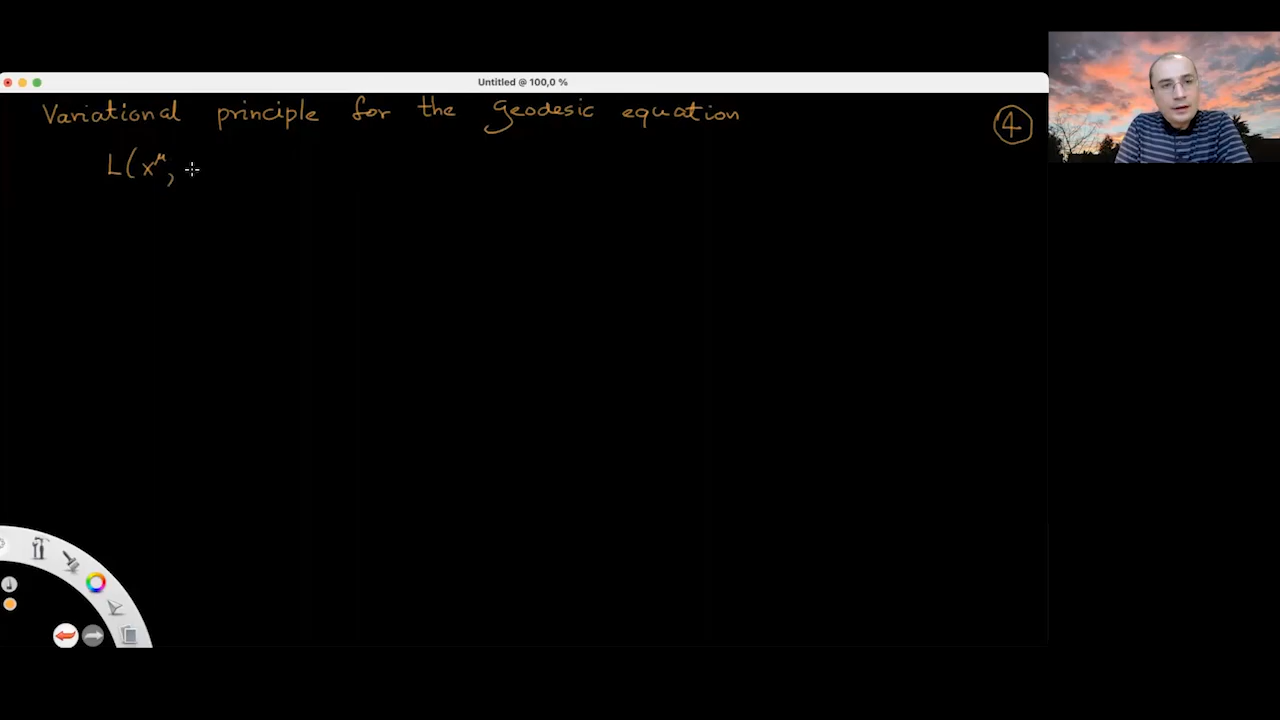 Untitled @ 100,0 %
Variational principle for the geodesic equation
④
L(x^μ,